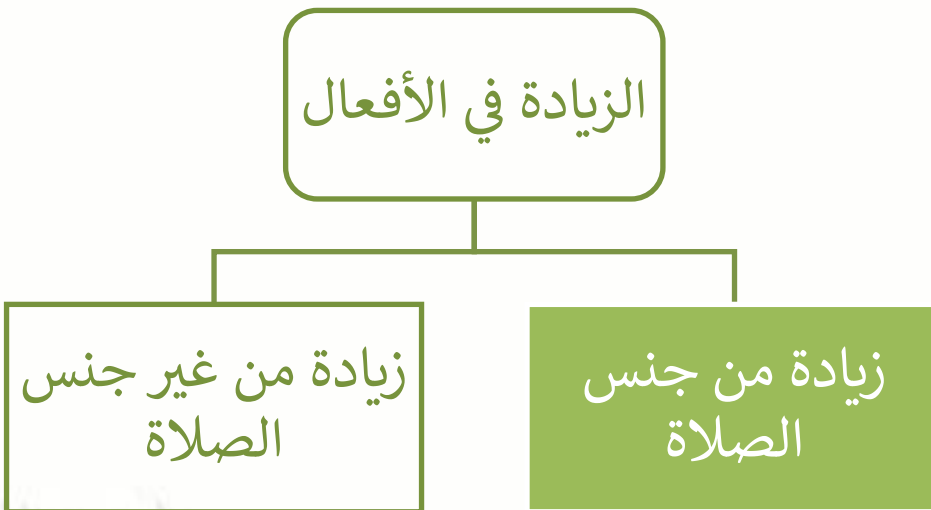 الزيادة في الأفعال
زيادة من جنس
الصلاة
زيادة من غير جنس
الصلاة